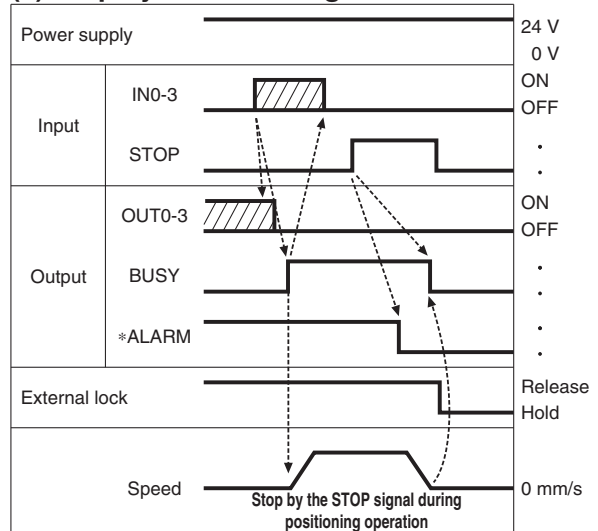 Power supply
24 V
0 V
Input
IN0-3
ON
OFF
STOP
Output
OUT0-3
ON
OFF
BUSY
*ALARM
External lock
Release
Hold
Speed
0 mm/s
Stop by the STOP signal during
positioning operation